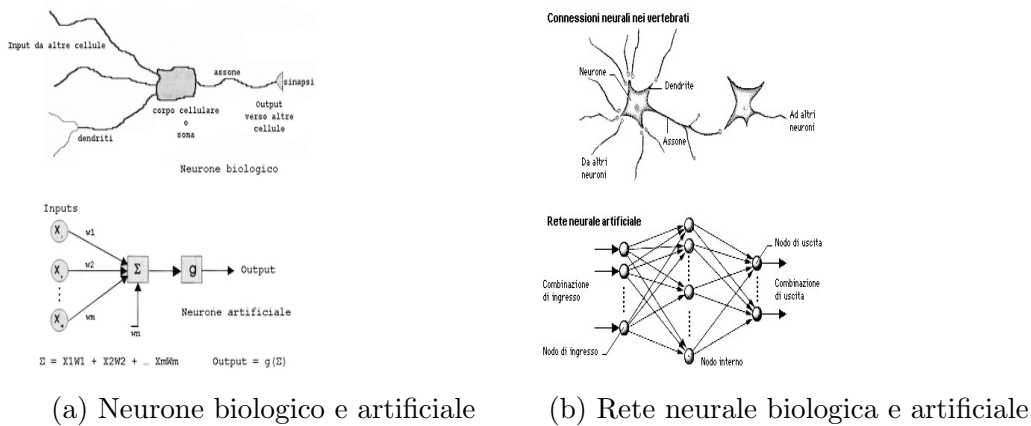 Input da altre cellule
assone
sinapsi
corpo cellulare
o
soma
Output
verso altre
cellule
dendriti
Neurone biologico
Inputs
X
w1
X
w2
X
wm
Σ
g
Output
wn
Neurone artificiale
Σ = X1W1 + X2W2 + … XmWm
Output = g(Σ)
(a) Neurone biologico e artificiale
Connessioni neurali nei vertebrati
Neurone
Dendrite
Assone
Ad altri
neuroni
Da altri
neuroni
Rete neurale artificiale
Nodo di uscita
Combinazione
di ingresso
Combinazione
di uscita
Nodo di ingresso
Nodo interno
(b) Rete neurale biologica e artificiale